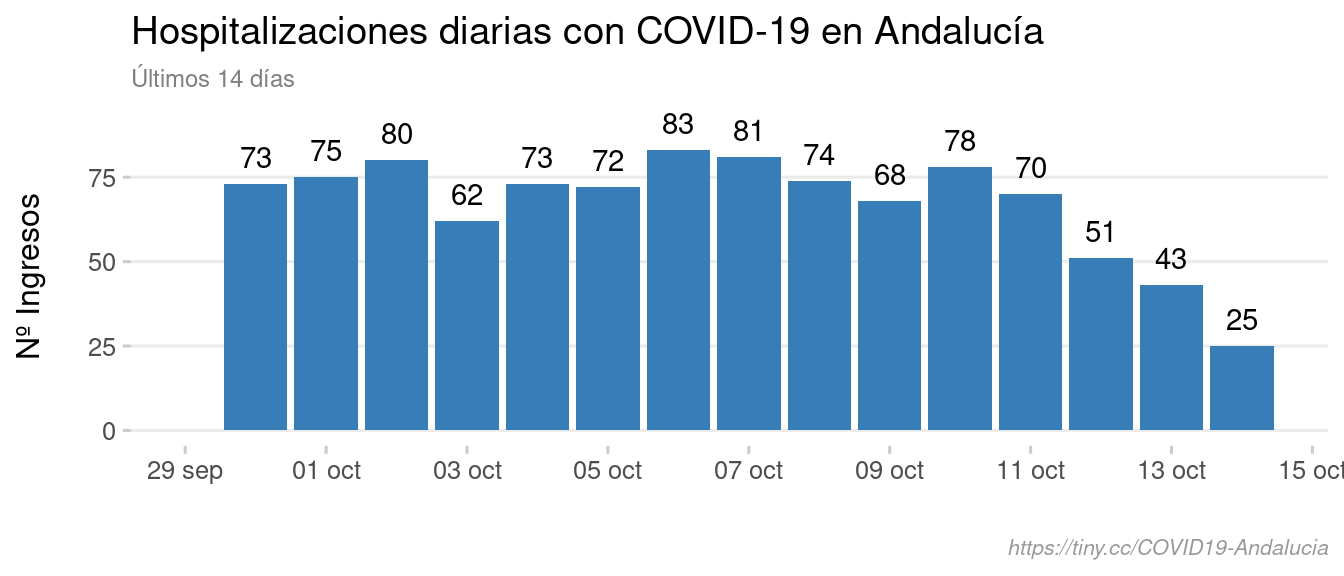 Hospitalizaciones diarias con COVID-19 en Andalucía
Últimos 14 días
Nº Ingresos
75
50
25
0
73
75
80
62
73
72
83
81
74
68
78
70
51
43
25
29 sep
01 oct
03 oct
05 oct
07 oct
09 oct
11 oct
13 oct
15 oct
https://tiny.cc/COVID19-Andalucia